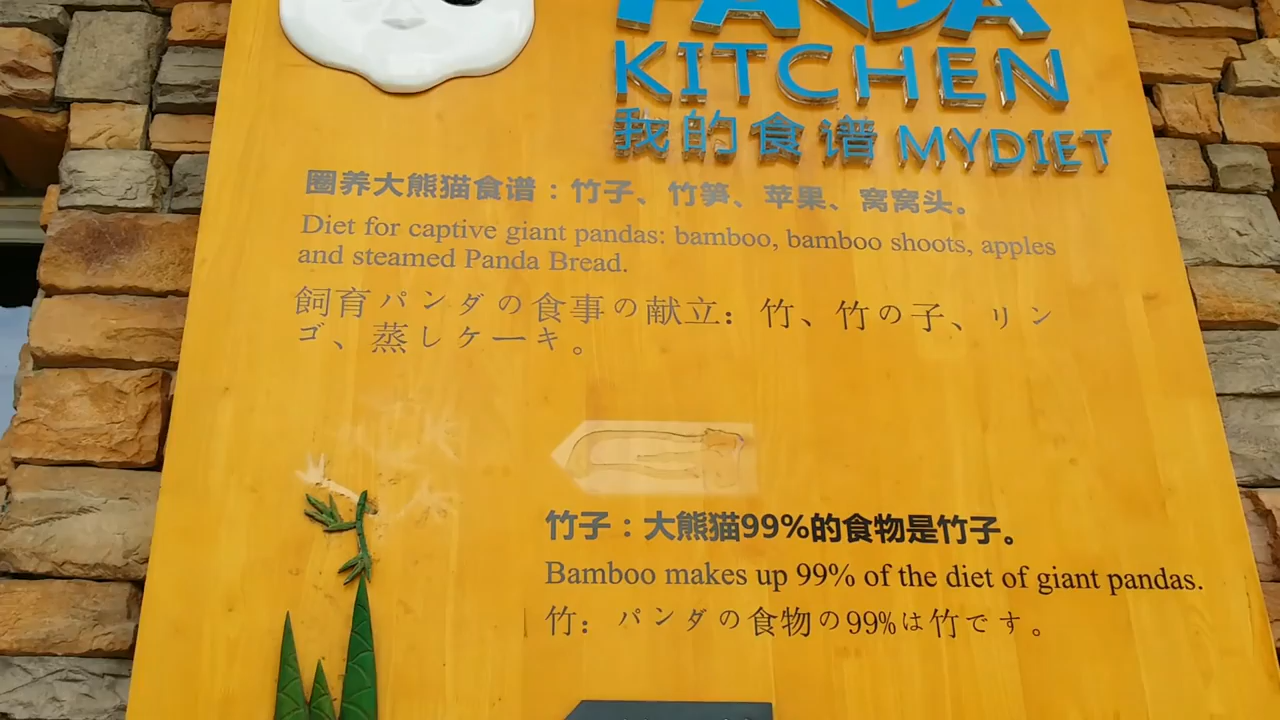 PANDA
KITCHEN
我的食谱 MYDIET
圈养大熊猫食谱：竹子、竹笋、苹果、窝窝头。
Diet for captive giant pandas: bamboo, bamboo shoots, apples
and steamed Panda Bread.
飼育パンダの食事の献立：竹、竹の子、リン
ゴ、蒸しケーキ。
竹子：大熊猫99%的食物是竹子。
Bamboo makes up 99% of the diet of giant pandas.
竹：パンダの食物の99%は竹です。